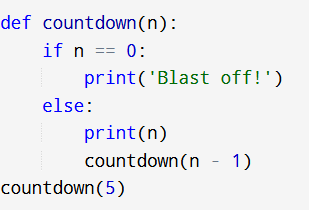 def countdown(n):
    if n == 0:
        print('Blast off!')
    else:
        print(n)
        countdown(n - 1)
countdown(5)